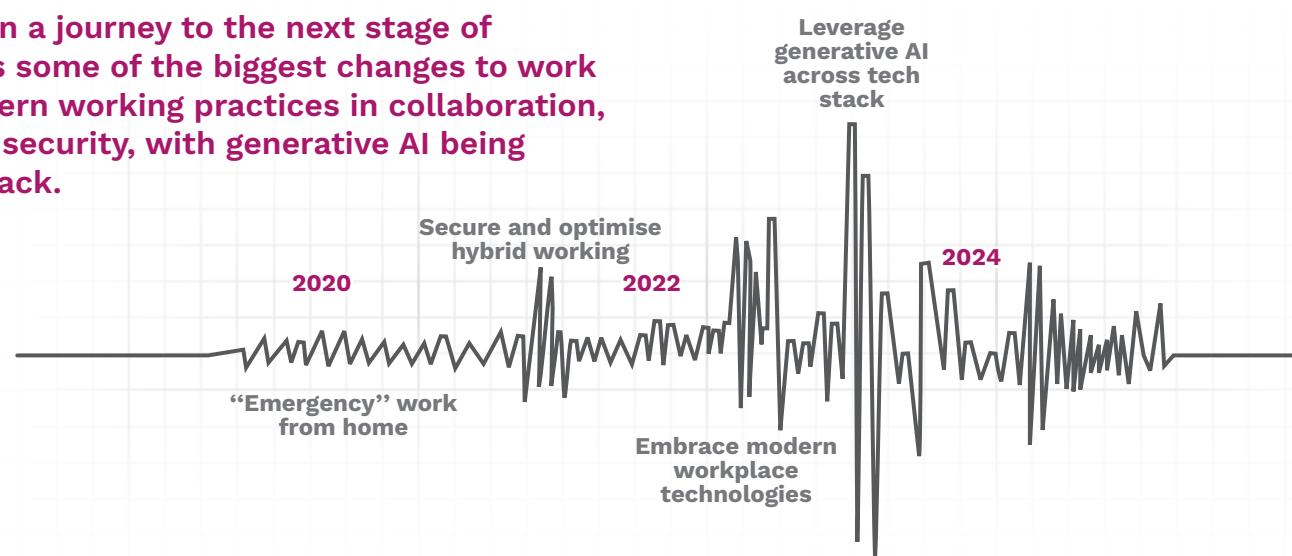 n a journey to the next stage of
s some of the biggest changes to work
ern working practices in collaboration,
security, with generative AI being
ack.
Leverage
generative AI
across tech
stack
Secure and optimise
hybrid working
2020
2022
2024
“Emergency” work
from home
Embrace modern
workplace
technologies